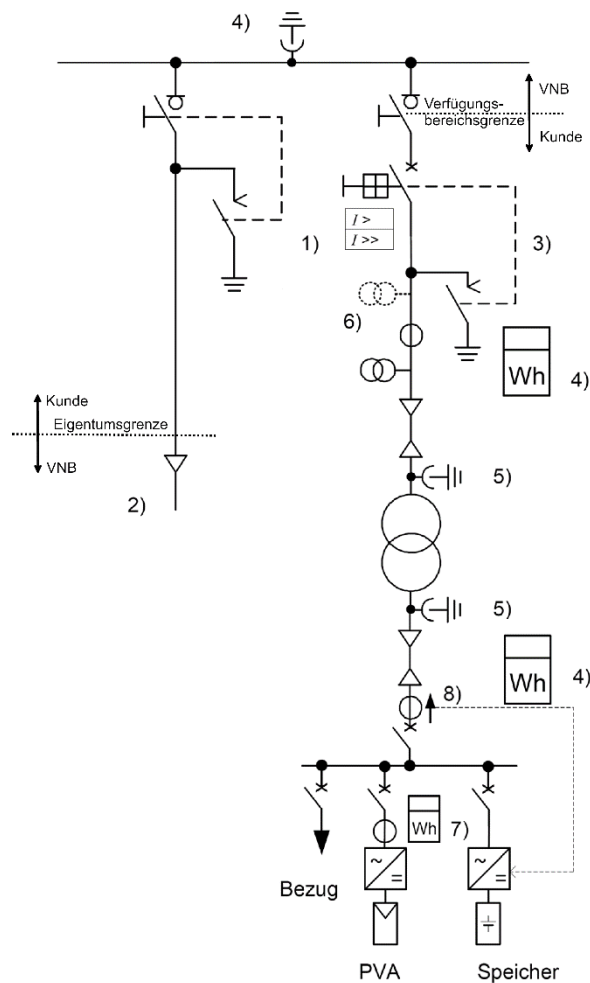 4)
VNB
Verfügungs-
bereichsgrenze
Kunde
I >
I >>
1)
3)
6)
Wh
4)
Kunde
Eigentumsgrenze
VNB
2)
5)
5)
Wh
4)
8)
Wh
7)
~
=
~
=
Bezug
PVA
Speicher